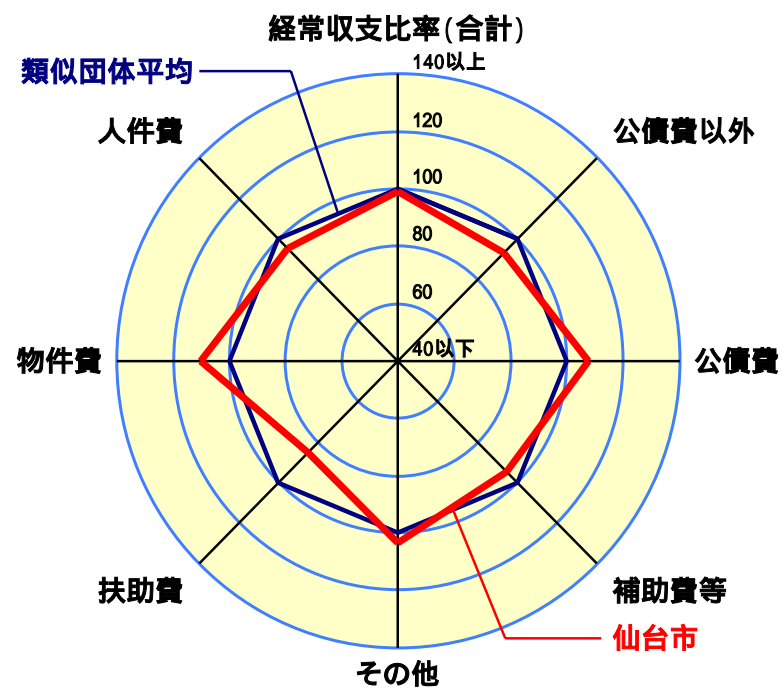 経常収支比率(合計)
140以上
類似団体平均
人件費
公債費以外
120
100
80
60
40以下
物件費
公債費
扶助費
補助費等
仙台市
その他